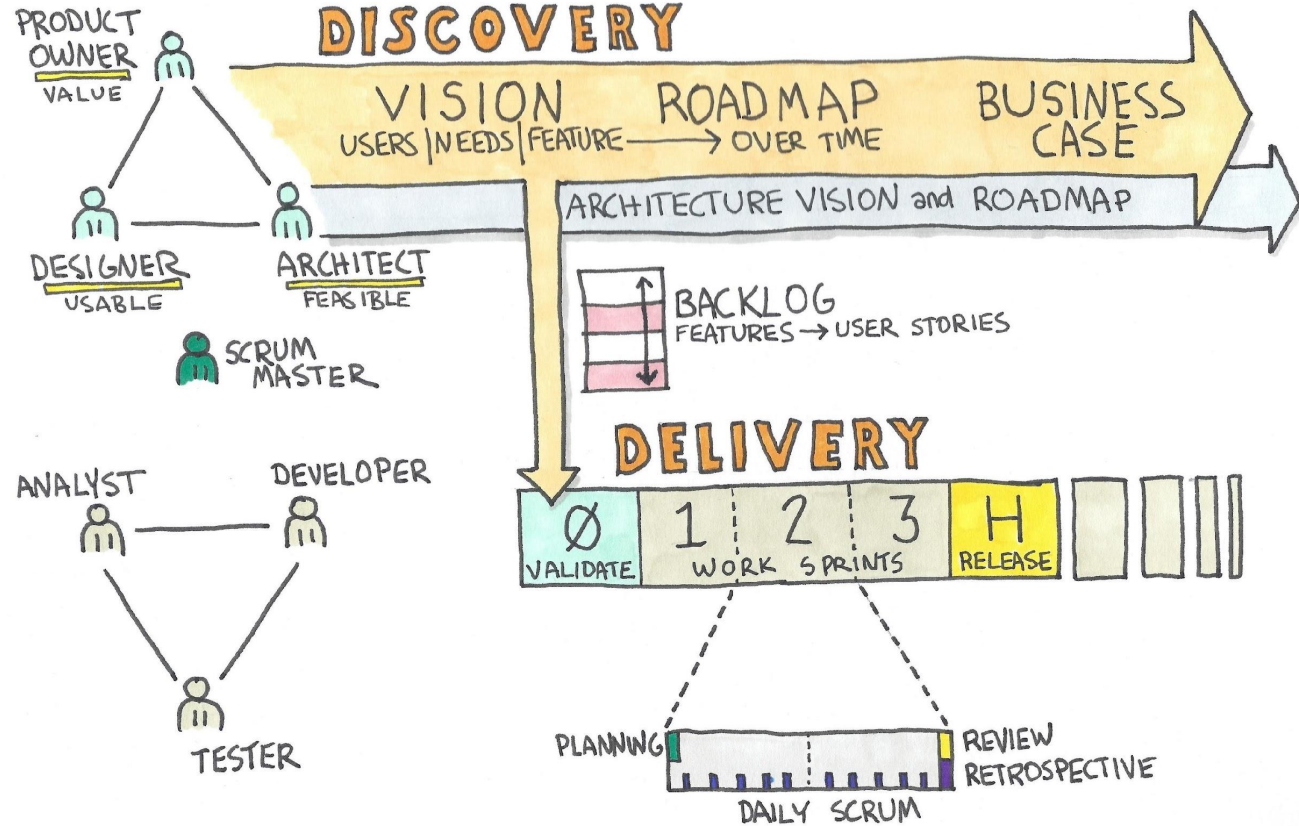 PRODUCT
OWNER
VALUE
DISCOVERY
VISION
USERS|NEEDS|FEATURE → OVER TIME
ROADMAP
BUSINESS
CASE
ARCHITECTURE VISION and ROADMAP
DESIGNER
USABLE
ARCHITECT
FEASIBLE
SCRUM
MASTER
BACKLOG
FEATURES → USER STORIES
ANALYST
DEVELOPER
TESTER
DELIVERY
Ø 1 2 3 H
VALIDATE
WORK SPRINTS
RELEASE
PLANNING
REVIEW
RETROSPECTIVE
DAILY SCRUM